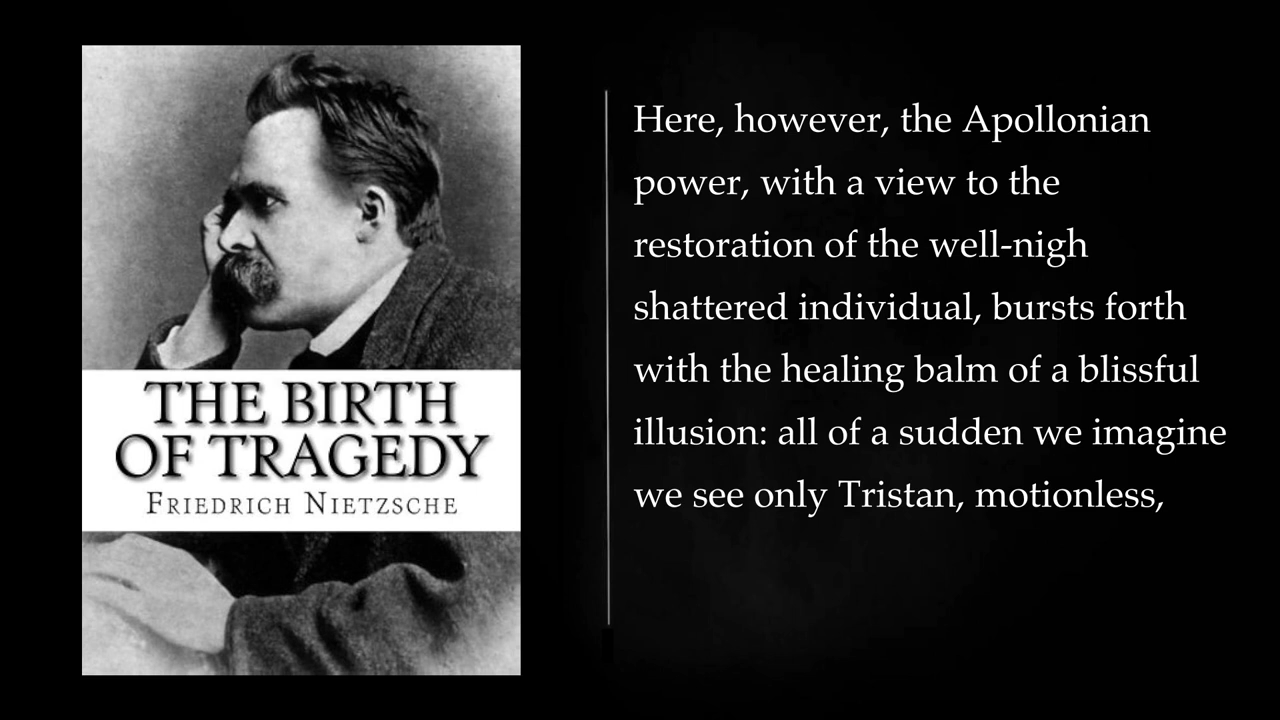 THE BIRTH
OF TRAGEDY
FRIEDRICH NIETZSCHE
Here, however, the Apollonian
power, with a view to the
restoration of the well-nigh
shattered individual, bursts forth
with the healing balm of a blissful
illusion: all of a sudden we imagine
we see only Tristan, motionless,